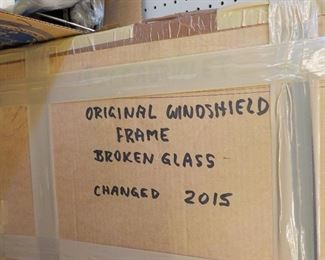 ORIGINAL WINDSHIELD
FRAME
BROKEN GLASS
CHANGED 2015